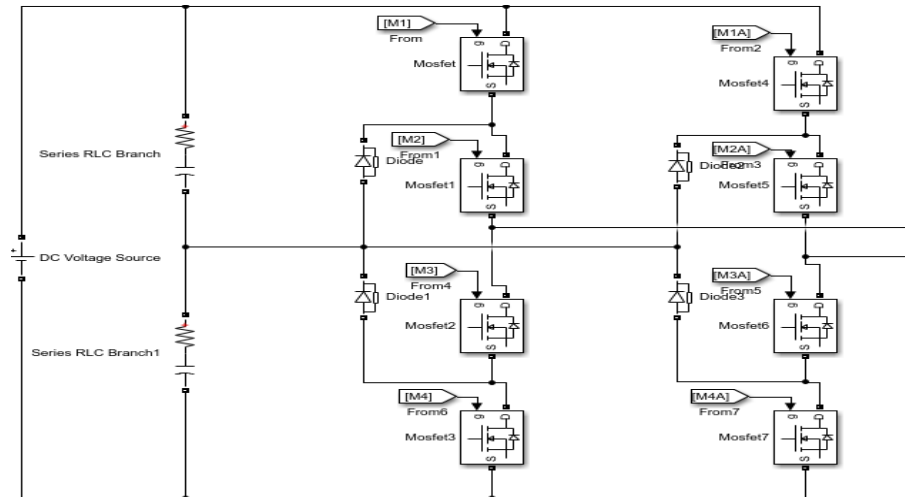 [M1]
From
g
D
Mosfet
S
[M1A]
From2
g
D
Mosfet4
S
Series RLC Branch
[M2]
From1
Diode
g
D
Mosfet1
S
[M2A]
From3
Diode2
g
D
Mosfet5
S
+
DC Voltage Source
[M3]
From4
Diode1
g
D
Mosfet2
S
[M3A]
From5
Diode3
g
D
Mosfet6
S
Series RLC Branch1
[M4]
From6
g
D
Mosfet3
S
[M4A]
From7
g
D
Mosfet7
S